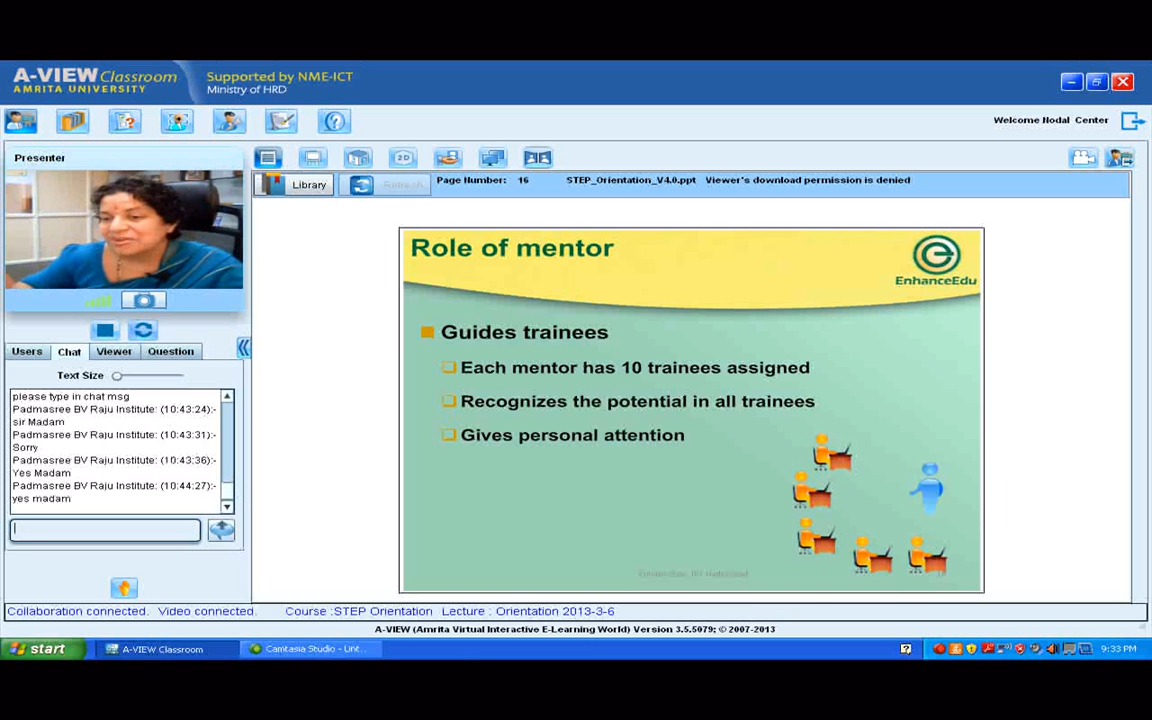 A-VIEW Classroom
AMRITA UNIVERSITY
Supported by NME-ICT
Ministry of HRD
Welcome Nodal Center
Presenter
2D
Library
Refresh
Page Number: 16 STEP_Orientation_V4.0.ppt Viewer's download permission is denied
Role of mentor
EnhanceEdu
Guides trainees
Each mentor has 10 trainees assigned
Recognizes the potential in all trainees
Gives personal attention
Users Chat Viewer Question
Text Size
please type in chat msg
Padmasree BV Raju Institute: (10:43:24):-
sir Madam
Padmasree BV Raju Institute: (10:43:31):-
Sorry
Padmasree BV Raju Institute: (10:43:36):-
Yes Madam
Padmasree BV Raju Institute: (10:44:27):-
yes madam
Collaboration connected. Video connected. Course :STEP Orientation Lecture : Orientation 2013-3-6
A-VIEW (Amrita Virtual Interactive E-Learning World) Version 3.5.5079; © 2007-2013
start
A-VIEW Classroom
Camtasia Studio - Unt...
9:33 PM